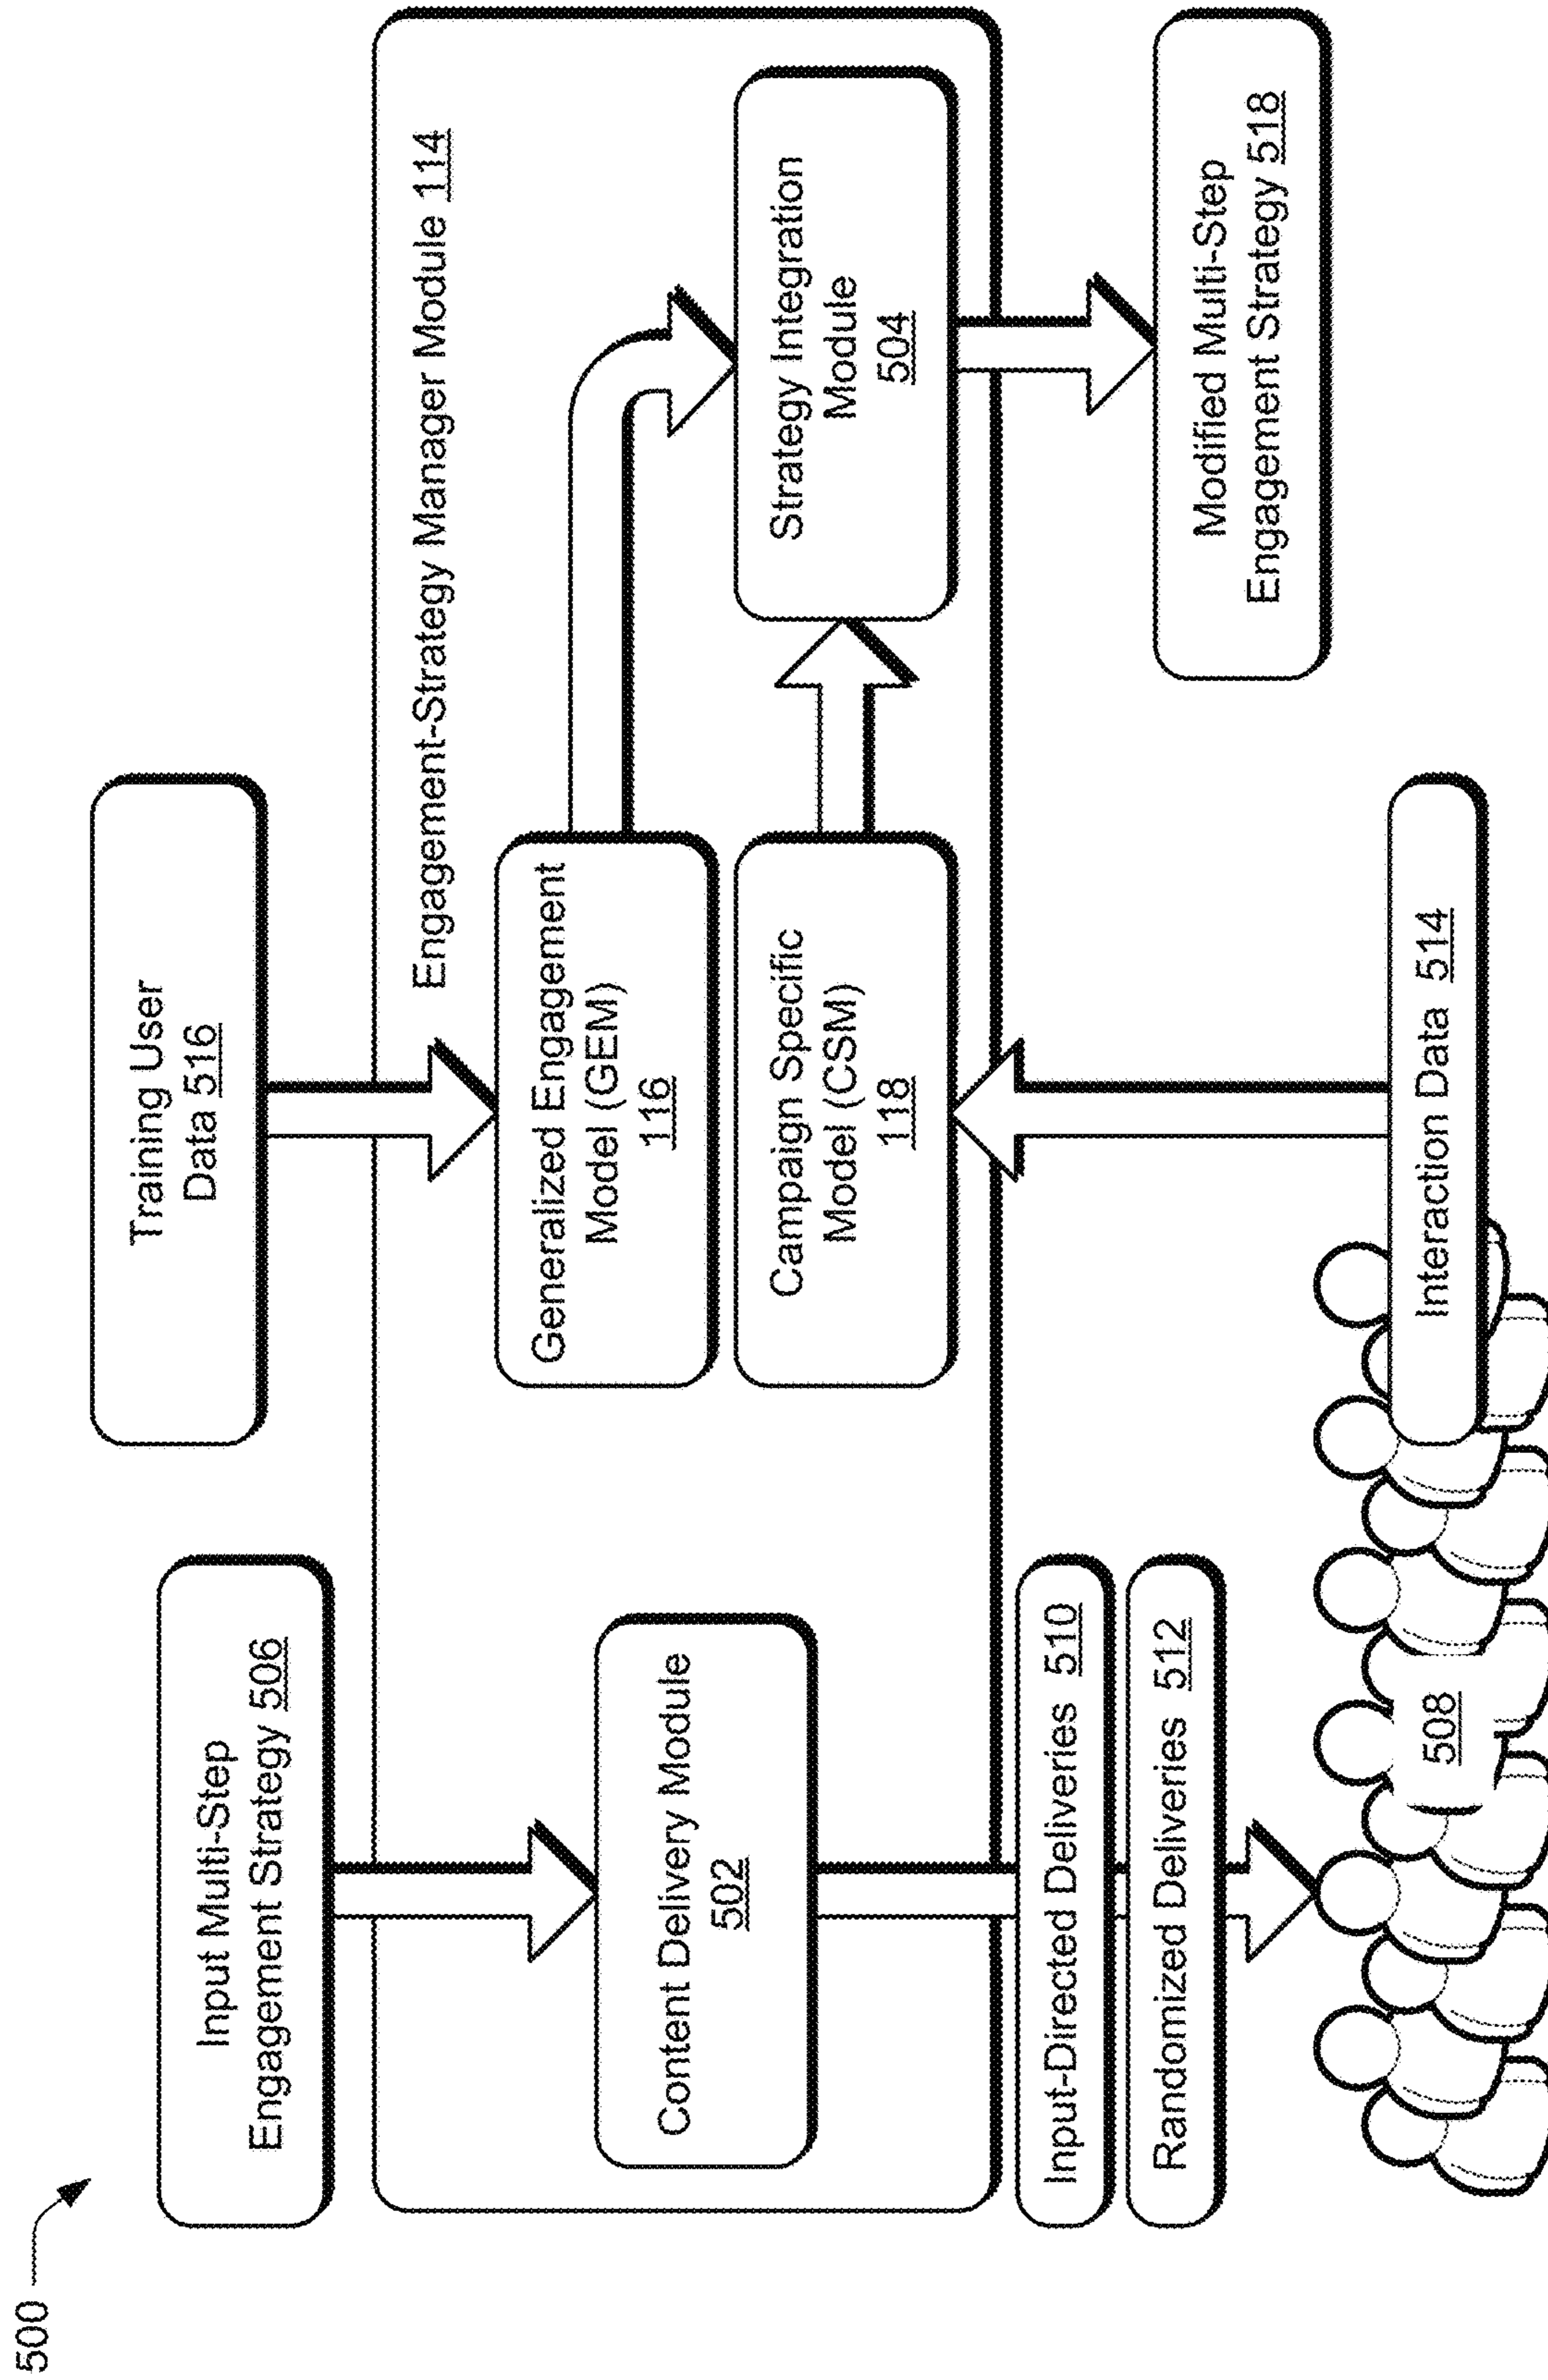 500
Input Multi-Step
Engagement Strategy 506
Training User
Data 516
Engagement-Strategy Manager Module 114
Content Delivery Module
502
Generalized Engagement
Model (GEM)
116
Campaign Specific
Model (CSM)
118
Strategy Integration
Module
504
Input-Directed Deliveries 510
Randomized Deliveries 512
508
Interaction Data 514
Modified Multi-Step
Engagement Strategy 518